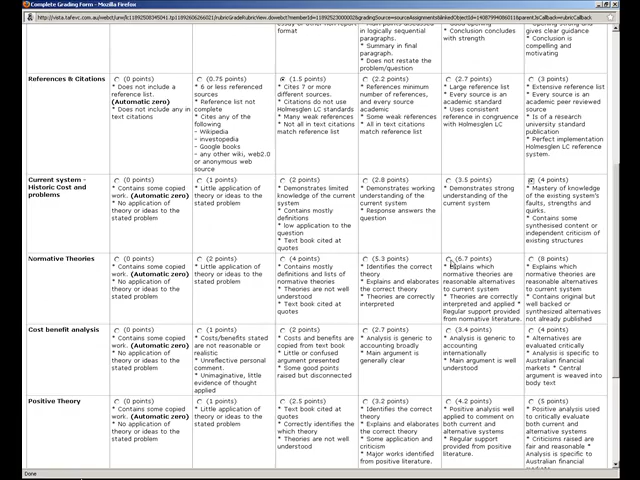 Complete Grading Form - Mozilla Firefox
essay or other report format
in logically sequential paragraphs.
* Summary in final paragraph.
* Does not restate the problem/question
* Good opening
* Conclusion concludes with strength
strong opening and gives clear guidance
* Conclusion is compelling and motivating
References & Citations
(0 points)
* Does not include a reference list.
(Automatic zero)
* Does not include any in text citations
(0.75 points)
* 6 or less referenced sources
* Reference list not complete
* Cites any of the following
- Wikipedia
- investopedia
- Google books
- any other wiki, web2.0 or anonymous web source
(1.5 points)
* Cites 7 or more different sources.
* Citations do not use Holmesglen LC standards
* Many weak references
* Not all in text citations match reference list
(2.2 points)
* References minimum number of references, and every source academic
* Some weak references
* All in text citations match reference list
(2.7 points)
* Large reference list
* Every source is an academic standard
* Uses consistent reference in congruence with Holmesglen LC
(3 points)
* Extensive reference list
* Every source is an academic peer reviewed source
* Is of a research university standard publication
* Perfect implementation Holmesglen LC reference system.
Current system - Historic Cost and problems
(0 points)
* Contains some copied work. (Automatic zero)
* No application of theory or ideas to the stated problem
(1 points)
* Little application of theory or ideas to the stated problem
(2 points)
* Demonstrates limited knowledge of the current system
* Contains mostly definitions
* low application to the question
* Text book cited at quotes
(2.8 points)
* Demonstrates working understanding of the current system
* Response answers the question
(3.5 points)
* Demonstrates strong understanding of the current system
(4 points)
* Mastery of knowledge of the existing system's faults, strengths and quirks.
* Contains some synthesised content or independent criticism of existing structures
Normative Theories
(0 points)
* Contains some copied work. (Automatic zero)
* No application of theory or ideas to the stated problem
(2 points)
* Little application of theory or ideas to the stated problem
(4 points)
* Contains mostly definitions and lists of normative theories
* Theories are not well understood
* Text book cited at quotes
(5.3 points)
* Identifies the correct theory
* Explains and elaborates the correct theory
* Theories are correctly interpreted
(6.7 points)
* Explains which normative theories are reasonable alternatives to current system
* Theories are correctly interpreted and applied *
Regular support provided from normative literature.
(8 points)
* Explains which normative theories are reasonable alternatives to current system
* Contains original but well backed or synthesized alternatives not already published
Cost benefit analysis
(0 points)
* Contains some copied work. (Automatic zero)
* No application of theory or ideas to the stated problem
(1 points)
* Costs/benefits stated are not reasonable or realistic
* Unreflective personal comment.
* Unimaginative, little evidence of thought applied
(2 points)
* Costs and benefits are copied from text book
* Little or confused argument presented
* Some good points raised but disconnected
(2.7 points)
* Analysis is generic to accounting broadly
* Main argument is generally clear
(3.4 points)
* Analysis is generic to accounting internationally
* Main argument is well understood
(4 points)
* Alternatives are evaluated critically
* Analysis is specific to Australian financial markets * Central argument is weaved into body text
Positive Theory
(0 points)
* Contains some copied work. (Automatic zero)
* No application of theory or ideas to the stated problem
(1 points)
* Little application of theory or ideas to the stated problem
(2.5 points)
* Text book cited at quotes
* Correctly identifies the which theory
* Theories are not well understood
(3.2 points)
* Identifies the correct theory
* Explains and elaborates the correct theory
* Some application and criticism
* Major works identified from positive literature.
(4.2 points)
* Positive analysis well applied to comment on both current and alternative systems.
* Regular support provided from positive literature.
(5 points)
* Positive analysis used to critically evaluate both current and alternative systems
* Criticisms raised are fair and reasonable *
Analysis is specific to Australian financial
Done